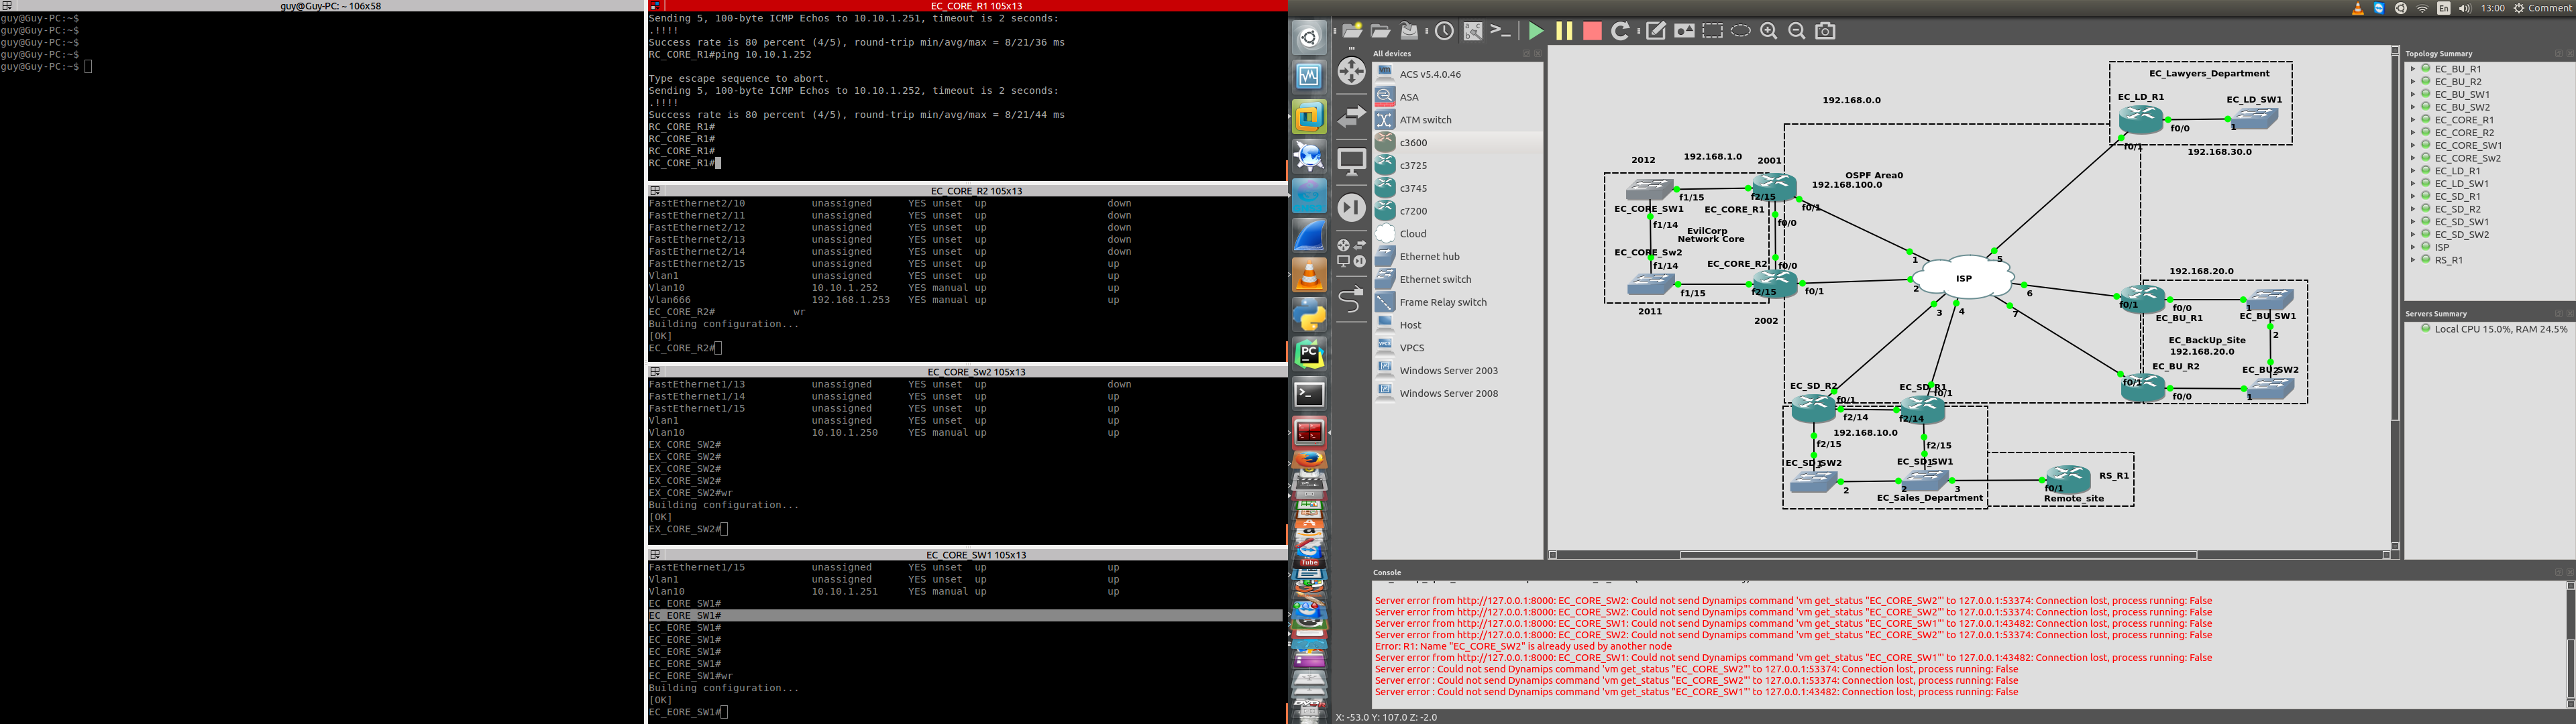 guy@Guy-PC: ~ 106x58
guy@Guy-PC:~$
guy@Guy-PC:~$
guy@Guy-PC:~$
guy@Guy-PC:~$
guy@Guy-PC:~$
EC_CORE_R1 105x13
Sending 5, 100-byte ICMP Echos to 10.10.1.251, timeout is 2 seconds:
.!!!!
Success rate is 80 percent (4/5), round-trip min/avg/max = 8/21/36 ms
RC_CORE_R1#ping 10.10.1.252
Type escape sequence to abort.
Sending 5, 100-byte ICMP Echos to 10.10.1.252, timeout is 2 seconds:
.!!!!
Success rate is 80 percent (4/5), round-trip min/avg/max = 8/21/44 ms
RC_CORE_R1#
RC_CORE_R1#
RC_CORE_R1#
RC_CORE_R1#
EC_CORE_R2 105x13
FastEthernet2/10 unassigned YES unset up down
FastEthernet2/11 unassigned YES unset up down
FastEthernet2/12 unassigned YES unset up down
FastEthernet2/13 unassigned YES unset up down
FastEthernet2/14 unassigned YES unset up down
FastEthernet2/15 unassigned YES unset up up
Vlan1 unassigned YES unset up up
Vlan10 10.10.1.252 YES manual up up
Vlan666 192.168.1.253 YES manual up up
EC_CORE_R2# wr
Building configuration...
[OK]
EC_CORE_R2#
EC_CORE_Sw2 105x13
FastEthernet1/13 unassigned YES unset up down
FastEthernet1/14 unassigned YES unset up up
FastEthernet1/15 unassigned YES unset up up
Vlan1 unassigned YES unset up up
Vlan10 10.10.1.250 YES manual up up
EX_CORE_SW2#
EX_CORE_SW2#
EX_CORE_SW2#
EX_CORE_SW2#
EX_CORE_SW2#wr
Building configuration...
[OK]
EX_CORE_SW2#
EC_CORE_SW1 105x13
FastEthernet1/15 unassigned YES unset up up
Vlan1 unassigned YES unset up up
Vlan10 10.10.1.251 YES manual up up
EC_EORE_SW1#
EC_EORE_SW1#
EC_EORE_SW1#
EC_EORE_SW1#
EC_EORE_SW1#
EC_EORE_SW1#
EC_EORE_SW1#wr
Building configuration...
[OK]
EC_EORE_SW1#
En
13:00
Comment
All devices
ACS v5.4.0.46
ASA
ATM switch
c3600
c3725
c3745
c7200
Cloud
Ethernet hub
Ethernet switch
Frame Relay switch
Host
VPCS
Windows Server 2003
Windows Server 2008
EC_Lawyers_Department
192.168.0.0
EC_LD_R1
EC_LD_SW1
f0/0
1
f0/1
192.168.30.0
2012
192.168.1.0
2001
OSPF Area0
192.168.100.0
f1/15
f2/15
EC_CORE_SW1
EC_CORE_R1
f0/1
f1/14
f0/0
EvilCorp
Network Core
EC_CORE_Sw2
EC_CORE_R2
f1/14
f0/0
f1/15
f2/15
f0/1
2011
2002
1
5
ISP
2
6
3
4
7
192.168.20.0
f0/1
f0/0
1
EC_BU_R1
EC_BU_SW1
2
EC_BackUp_Site
192.168.20.0
EC_BU_R2
EC_BU_SW2
2
f0/1
f0/0
1
EC_SD_R2
EC_SD_R1
f0/1
f0/1
f2/14
f2/14
192.168.10.0
f2/15
f2/15
EC_SD_SW2
1
EC_SD_SW1
1
2
2
3
EC_Sales_Department
f0/1
RS_R1
Remote_site
Topology Summary
EC_BU_R1
EC_BU_R2
EC_BU_SW1
EC_BU_SW2
EC_CORE_R1
EC_CORE_R2
EC_CORE_SW1
EC_CORE_Sw2
EC_LD_R1
EC_LD_SW1
EC_SD_R1
EC_SD_R2
EC_SD_SW1
EC_SD_SW2
ISP
RS_R1
Servers Summary
Local CPU 15.0%, RAM 24.5%
Console
Server error from http://127.0.0.1:8000: EC_CORE_SW2: Could not send Dynamips command 'vm get_status "EC_CORE_SW2"' to 127.0.0.1:53374: Connection lost, process running: False
Server error from http://127.0.0.1:8000: EC_CORE_SW2: Could not send Dynamips command 'vm get_status "EC_CORE_SW2"' to 127.0.0.1:53374: Connection lost, process running: False
Server error from http://127.0.0.1:8000: EC_CORE_SW1: Could not send Dynamips command 'vm get_status "EC_CORE_SW1"' to 127.0.0.1:43482: Connection lost, process running: False
Server error from http://127.0.0.1:8000: EC_CORE_SW2: Could not send Dynamips command 'vm get_status "EC_CORE_SW2"' to 127.0.0.1:53374: Connection lost, process running: False
Error: R1: Name "EC_CORE_SW2" is already used by another node
Server error from http://127.0.0.1:8000: EC_CORE_SW1: Could not send Dynamips command 'vm get_status "EC_CORE_SW1"' to 127.0.0.1:43482: Connection lost, process running: False
Server error : Could not send Dynamips command 'vm get_status "EC_CORE_SW2"' to 127.0.0.1:53374: Connection lost, process running: False
Server error : Could not send Dynamips command 'vm get_status "EC_CORE_SW2"' to 127.0.0.1:53374: Connection lost, process running: False
Server error : Could not send Dynamips command 'vm get_status "EC_CORE_SW1"' to 127.0.0.1:43482: Connection lost, process running: False
X: -53.0 Y: 107.0 Z: -2.0